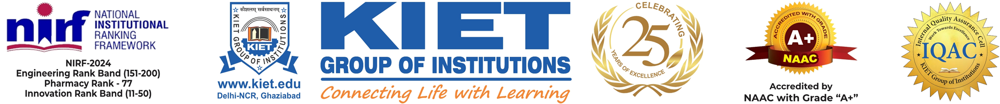 nirf
NATIONAL
INSTITUTIONAL
RANKING
FRAMEWORK
NIRF-2024
Engineering Rank Band (151-200)
Pharmacy Rank - 77
Innovation Rank Band (11-50)
कौशलम् सर्वसाधनम्
KIET GROUP OF INSTITUTIONS
KIET
www.kiet.edu
Delhi-NCR, Ghaziabad
KIET
GROUP OF INSTITUTIONS
Connecting Life with Learning
CELEBRATING
25
YEARS OF EXCELLENCE
ACCREDITED WITH GRADE
A+
NAAC
Accredited by
NAAC with Grade “A+”
Internal Quality Assurance Cell
Work Towards Excellence
IQAC
KIET Group of Institutions